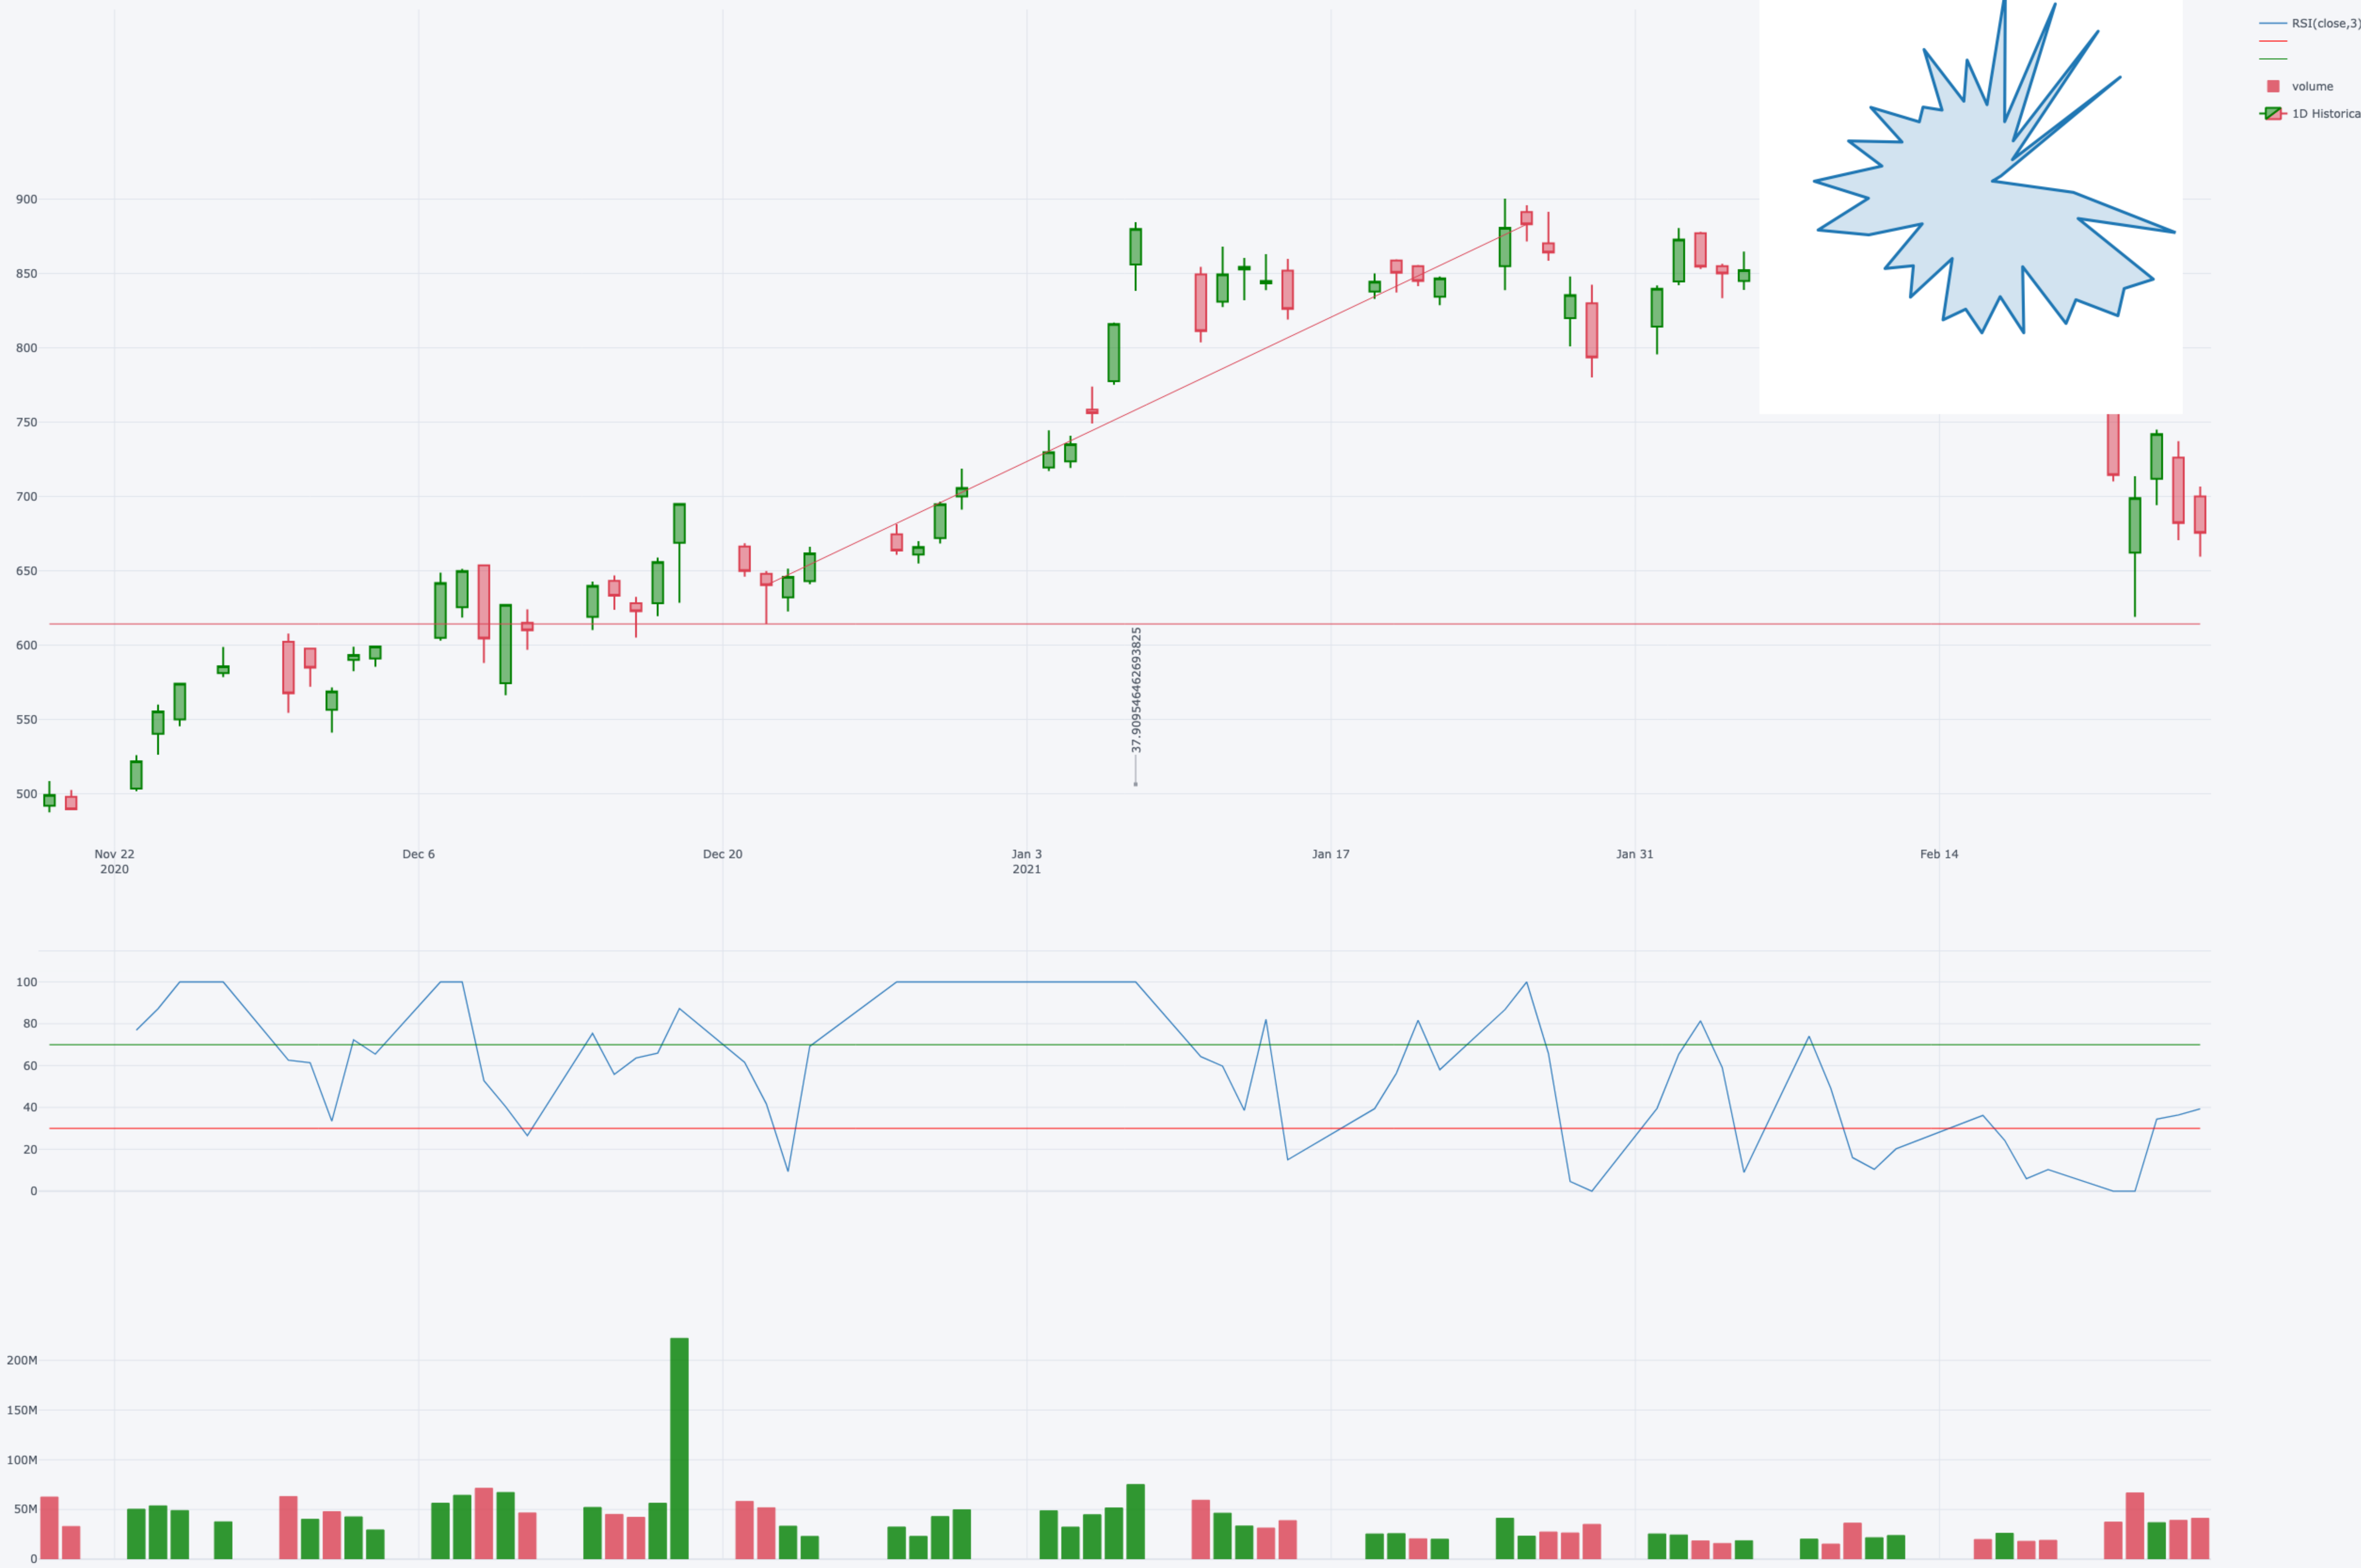 RSI(close,3)
volume
1D Historica
900
850
800
750
700
650
600
550
500
37.909546462693825
Nov 22
2020
Dec 6
Dec 20
Jan 3
2021
Jan 17
Jan 31
Feb 14
100
80
60
40
20
0
200M
150M
100M
50M
0